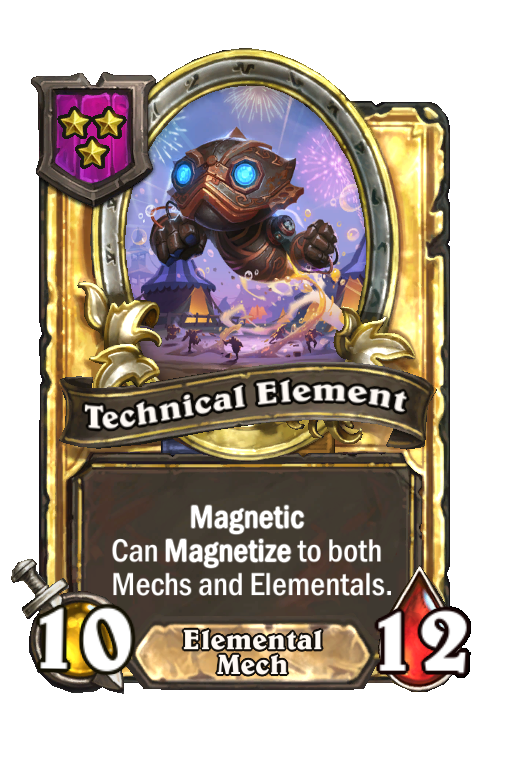 Technical Element
Magnetic
Can Magnetize to both
Mechs and Elementals.
10
Elemental
Mech
12